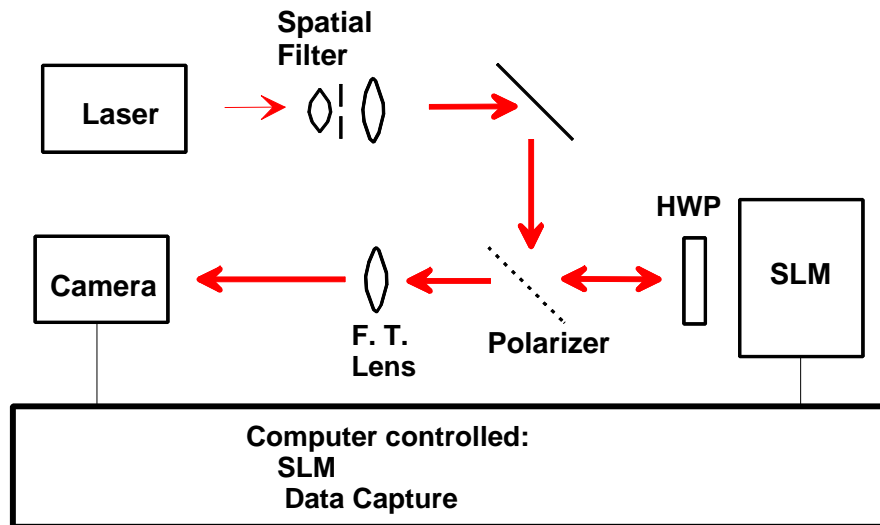 Spatial
Filter
Laser
HWP
SLM
Camera
F. T.
Lens
Polarizer
Computer controlled:
SLM
Data Capture